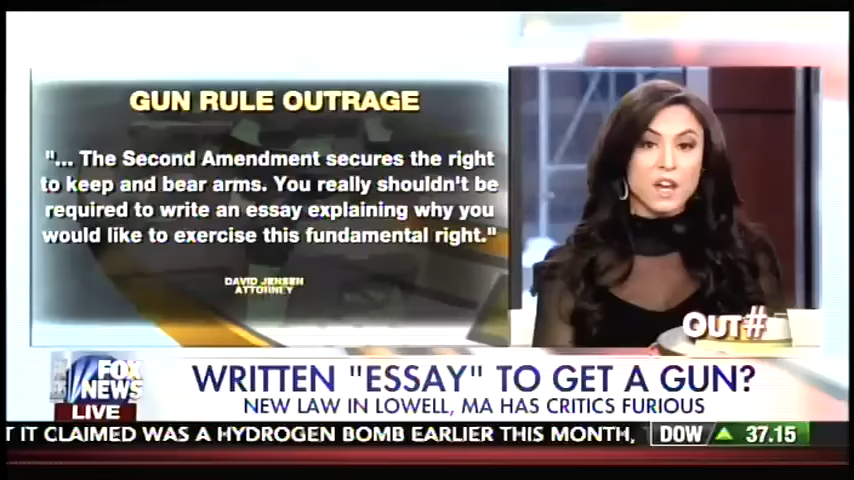 GUN RULE OUTRAGE
"... The Second Amendment secures the right
to keep and bear arms. You really shouldn't be
required to write an essay explaining why you
would like to exercise this fundamental right."
DAVID JENSEN
ATTORNEY
OUT#
FOX
NEWS
LIVE
WRITTEN "ESSAY" TO GET A GUN?
NEW LAW IN LOWELL, MA HAS CRITICS FURIOUS
T IT CLAIMED WAS A HYDROGEN BOMB EARLIER THIS MONTH,
DOW ▲ 37.15